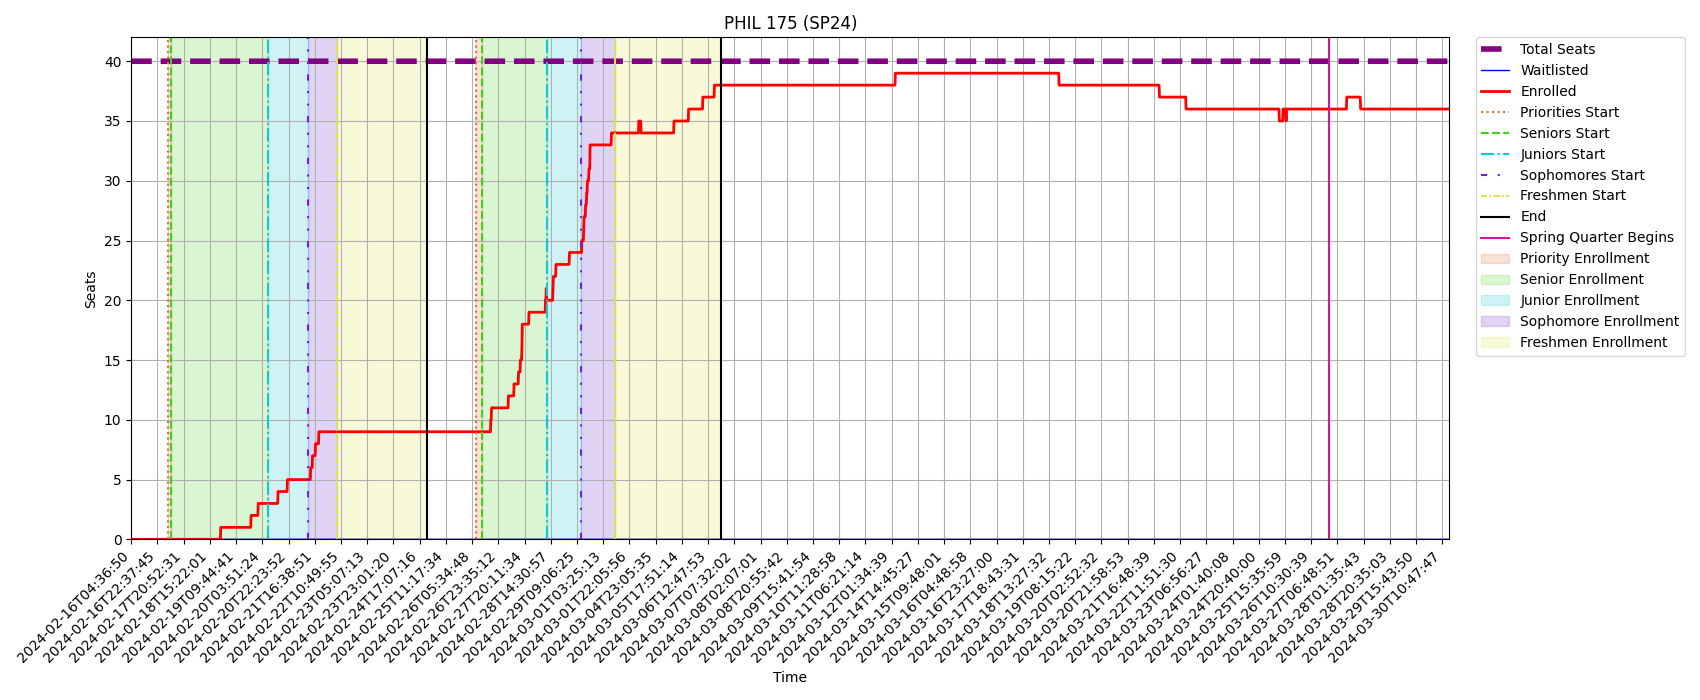 PHIL 175 (SP24)
Seats
40
35
30
25
20
15
10
5
0
2024-02-16T04:36:50
2024-02-16T22:37:45
2024-02-17T20:52:31
2024-02-18T15:22:01
2024-02-19T09:44:41
2024-02-20T03:51:24
2024-02-20T22:23:52
2024-02-21T16:38:51
2024-02-22T10:49:55
2024-02-23T05:07:13
2024-02-23T23:01:20
2024-02-24T17:07:16
2024-02-25T11:17:34
2024-02-26T05:34:48
2024-02-26T23:35:12
2024-02-27T20:11:34
2024-02-28T14:30:57
2024-02-29T09:06:25
2024-03-01T03:25:13
2024-03-01T22:05:56
2024-03-04T23:05:35
2024-03-05T17:51:14
2024-03-06T12:47:53
2024-03-07T07:32:02
2024-03-08T02:07:01
2024-03-08T20:55:42
2024-03-09T15:41:54
2024-03-10T11:28:58
2024-03-11T06:21:14
2024-03-12T01:34:39
2024-03-14T14:45:27
2024-03-15T09:48:01
2024-03-16T04:48:58
2024-03-16T23:27:00
2024-03-17T18:43:31
2024-03-18T13:27:32
2024-03-19T08:15:22
2024-03-20T02:52:32
2024-03-20T21:58:53
2024-03-21T16:48:39
2024-03-22T11:51:30
2024-03-23T06:56:27
2024-03-24T01:40:08
2024-03-24T20:40:00
2024-03-25T15:35:59
2024-03-26T10:30:39
2024-03-27T06:48:51
2024-03-28T01:35:43
2024-03-28T20:35:03
2024-03-29T15:43:50
2024-03-30T10:47:47
Time
Total Seats
Waitlisted
Enrolled
Priorities Start
Seniors Start
Juniors Start
Sophomores Start
Freshmen Start
End
Spring Quarter Begins
Priority Enrollment
Senior Enrollment
Junior Enrollment
Sophomore Enrollment
Freshmen Enrollment